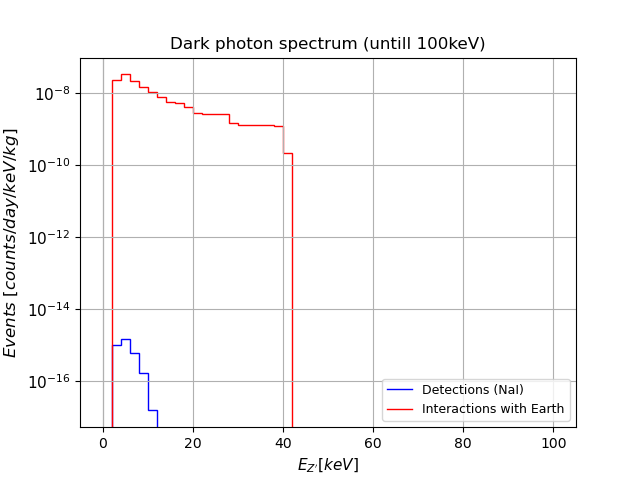 Dark photon spectrum (untill 100keV)
Events [counts/day/keV/kg]
10⁻⁸
10⁻¹⁰
10⁻¹²
10⁻¹⁴
10⁻¹⁶
Detections (NaI)
Interactions with Earth
0 20 40 60 80 100
E_{Z'}[keV]